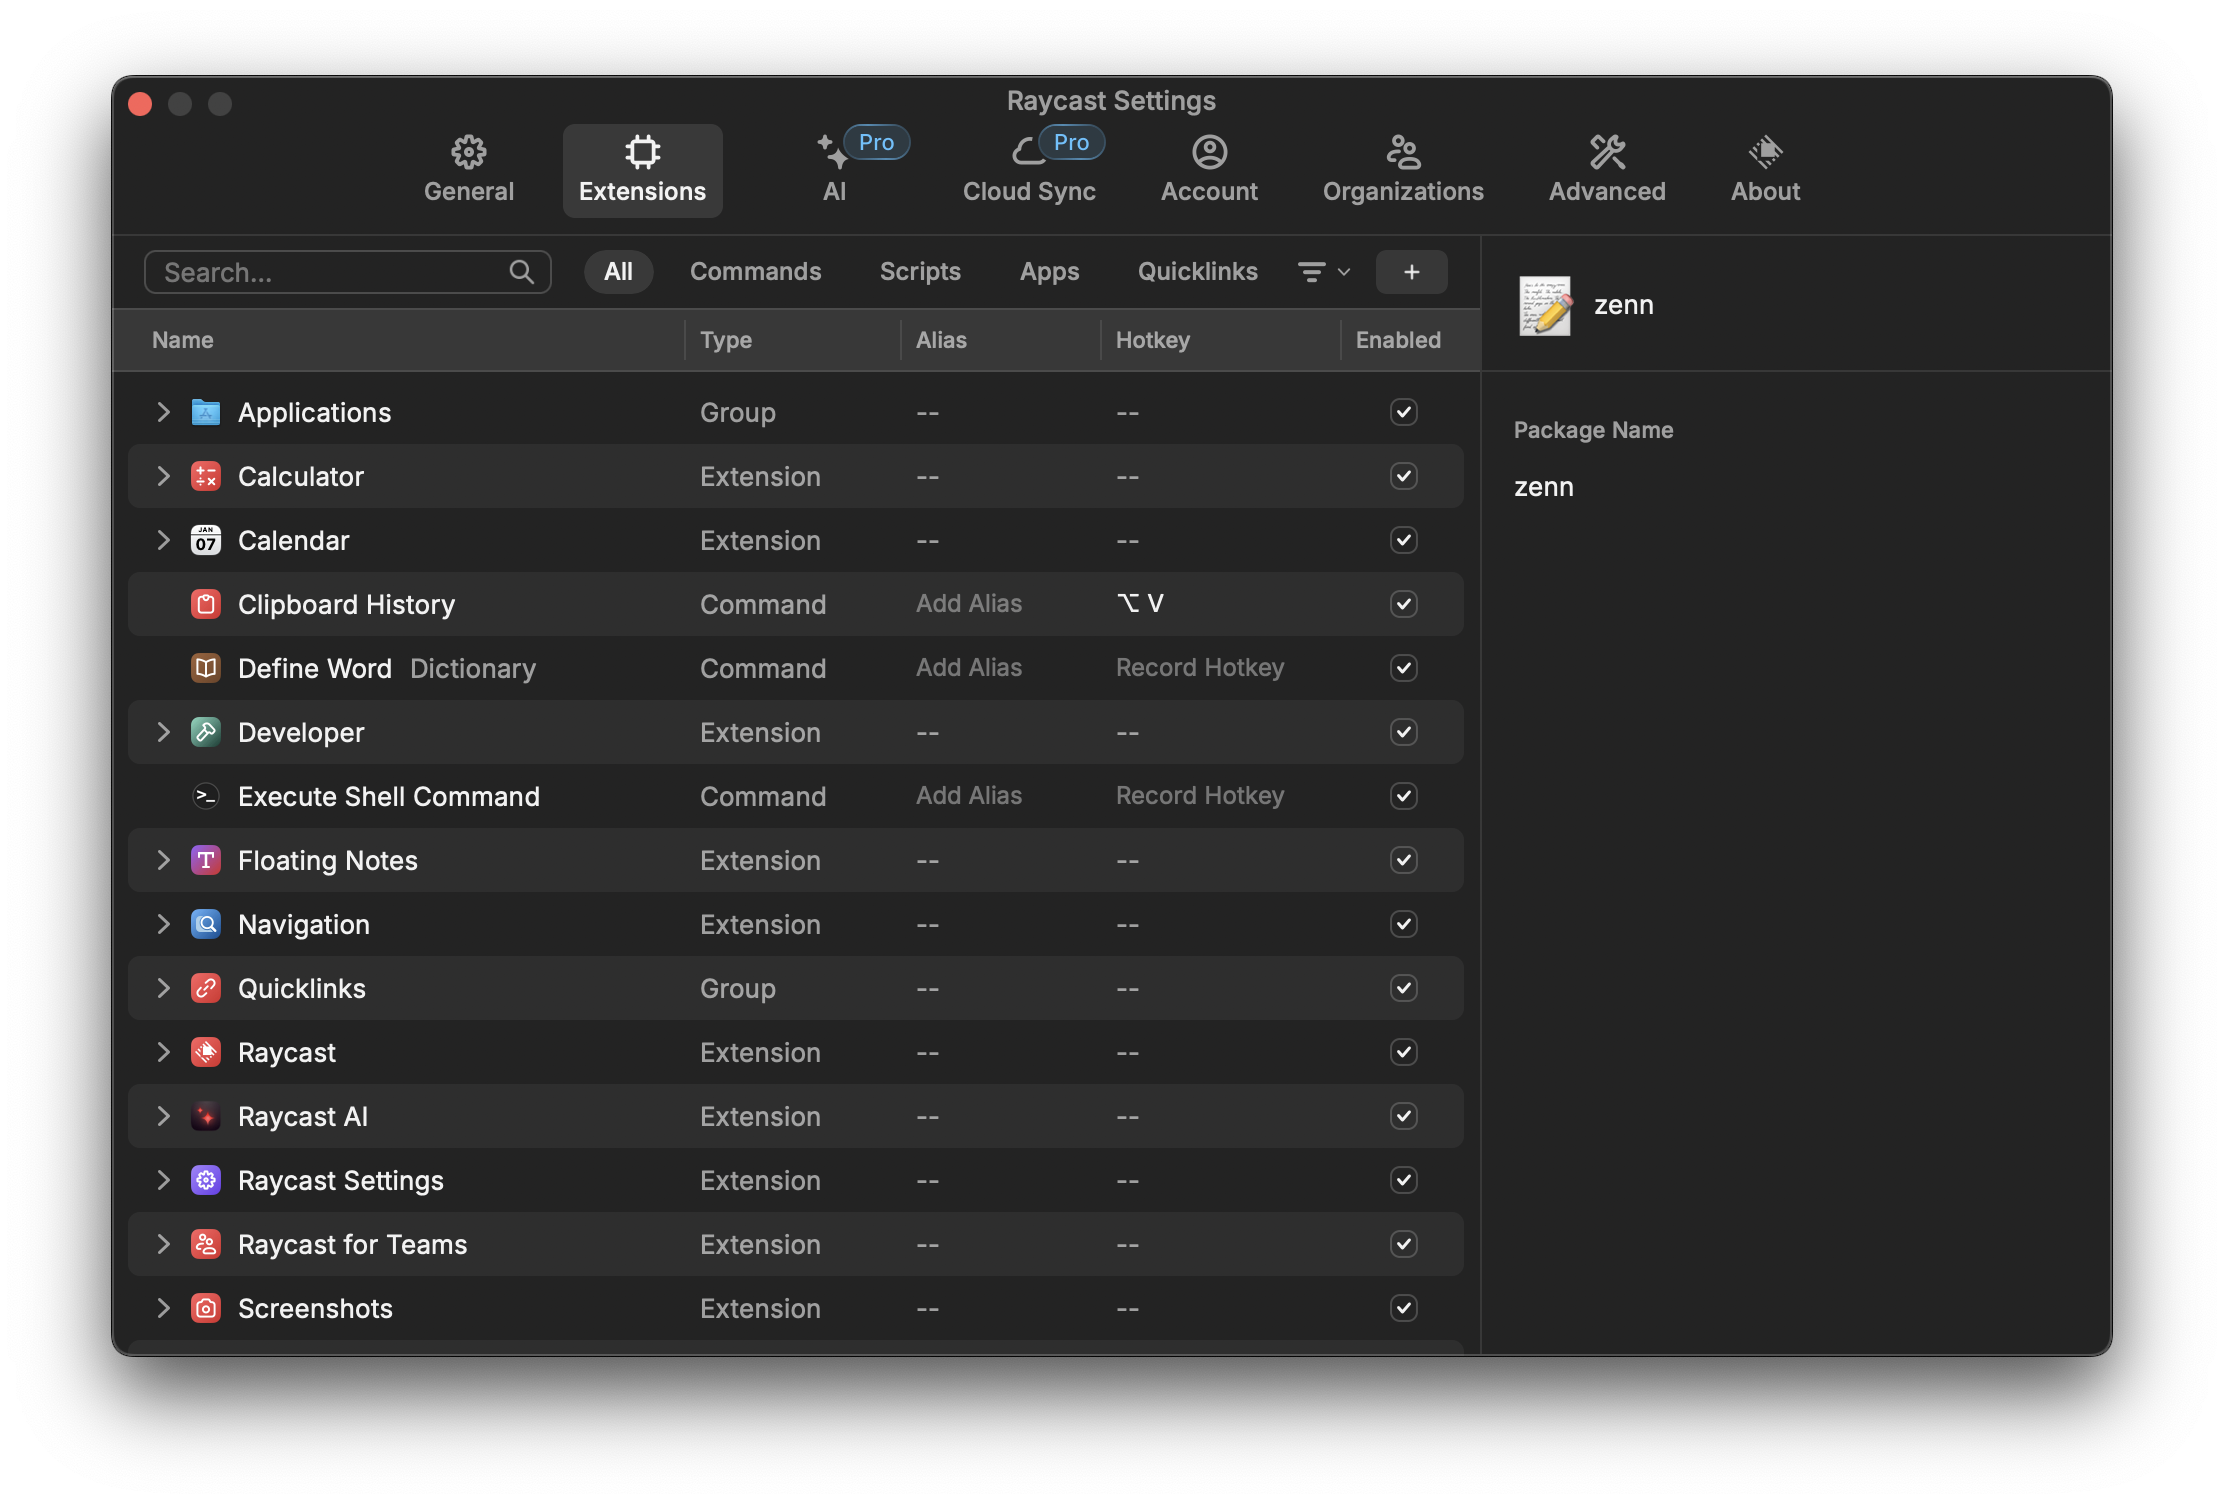 Raycast Settings
General
Extensions
Pro
AI
Pro
Cloud Sync
Account
Organizations
Advanced
About
Search...
All
Commands
Scripts
Apps
Quicklinks
+
zenn
Name Type Alias Hotkey Enabled
Package Name
zenn
Applications Group -- --
Calculator Extension -- --
JAN
07
Calendar Extension -- --
Clipboard History Command Add Alias ⌥ V
Define Word Dictionary Command Add Alias Record Hotkey
Developer Extension -- --
>_ Execute Shell Command Command Add Alias Record Hotkey
T Floating Notes Extension -- --
Navigation Extension -- --
Quicklinks Group -- --
Raycast Extension -- --
Raycast AI Extension -- --
Raycast Settings Extension -- --
Raycast for Teams Extension -- --
Screenshots Extension -- --